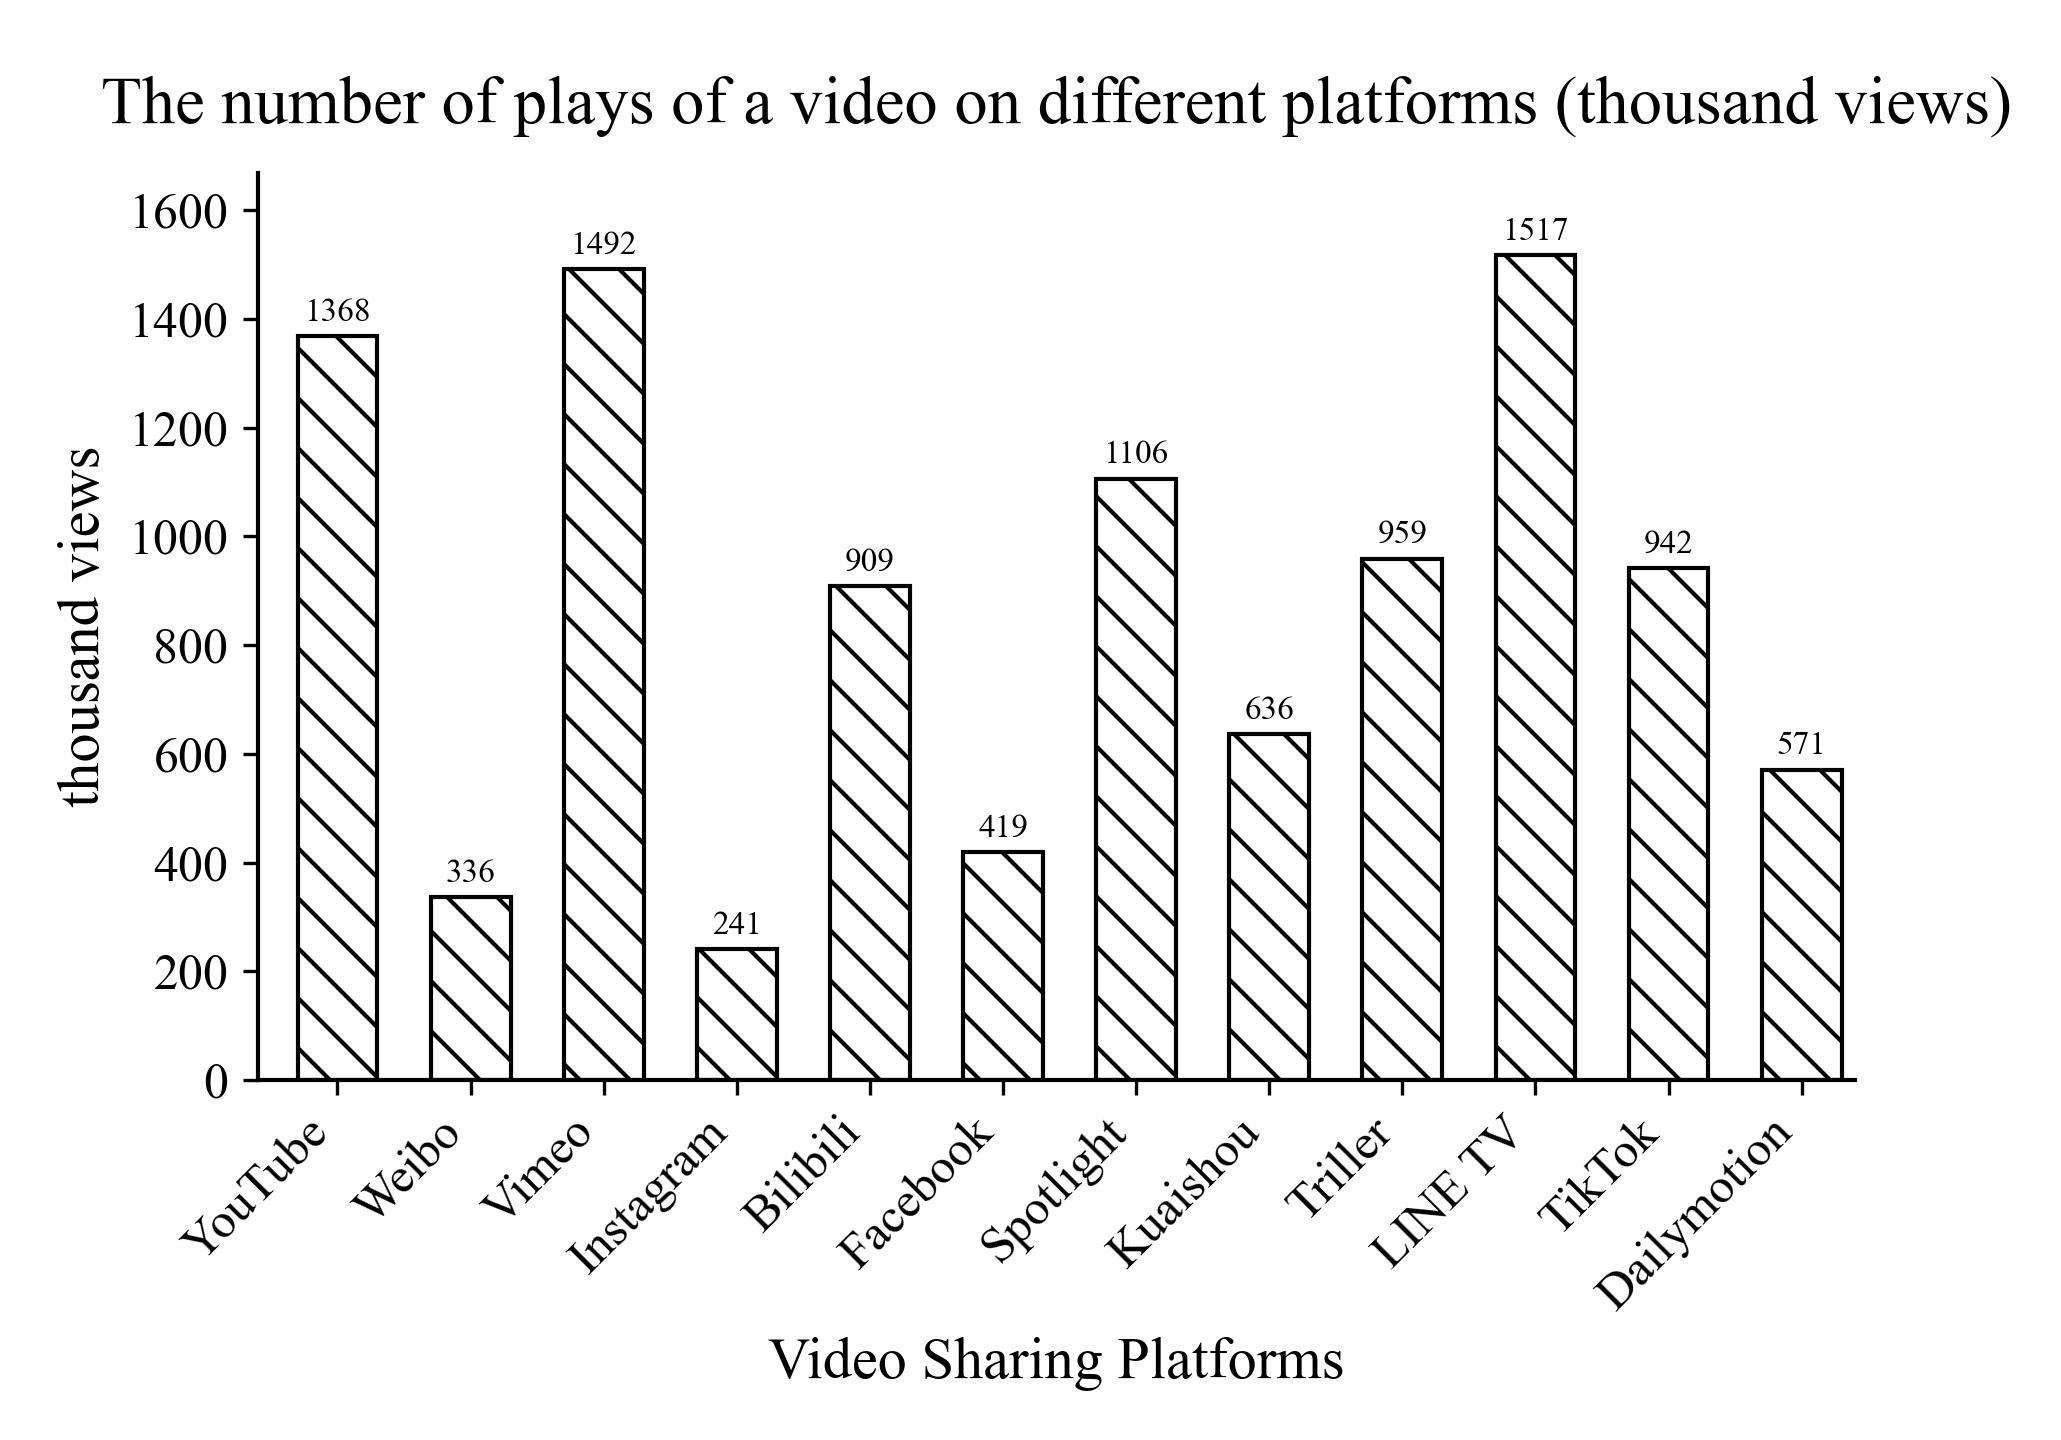 The number of plays of a video on different platforms (thousand views)
thousand views
1600
1400
1200
1000
800
600
400
200
0
1368
336
1492
241
909
419
1106
636
959
1517
942
571
YouTube
Weibo
Vimeo
Instagram
Bilibili
Facebook
Spotlight
Kuaishou
Triller
LINE TV
TikTok
Dailymotion
Video Sharing Platforms